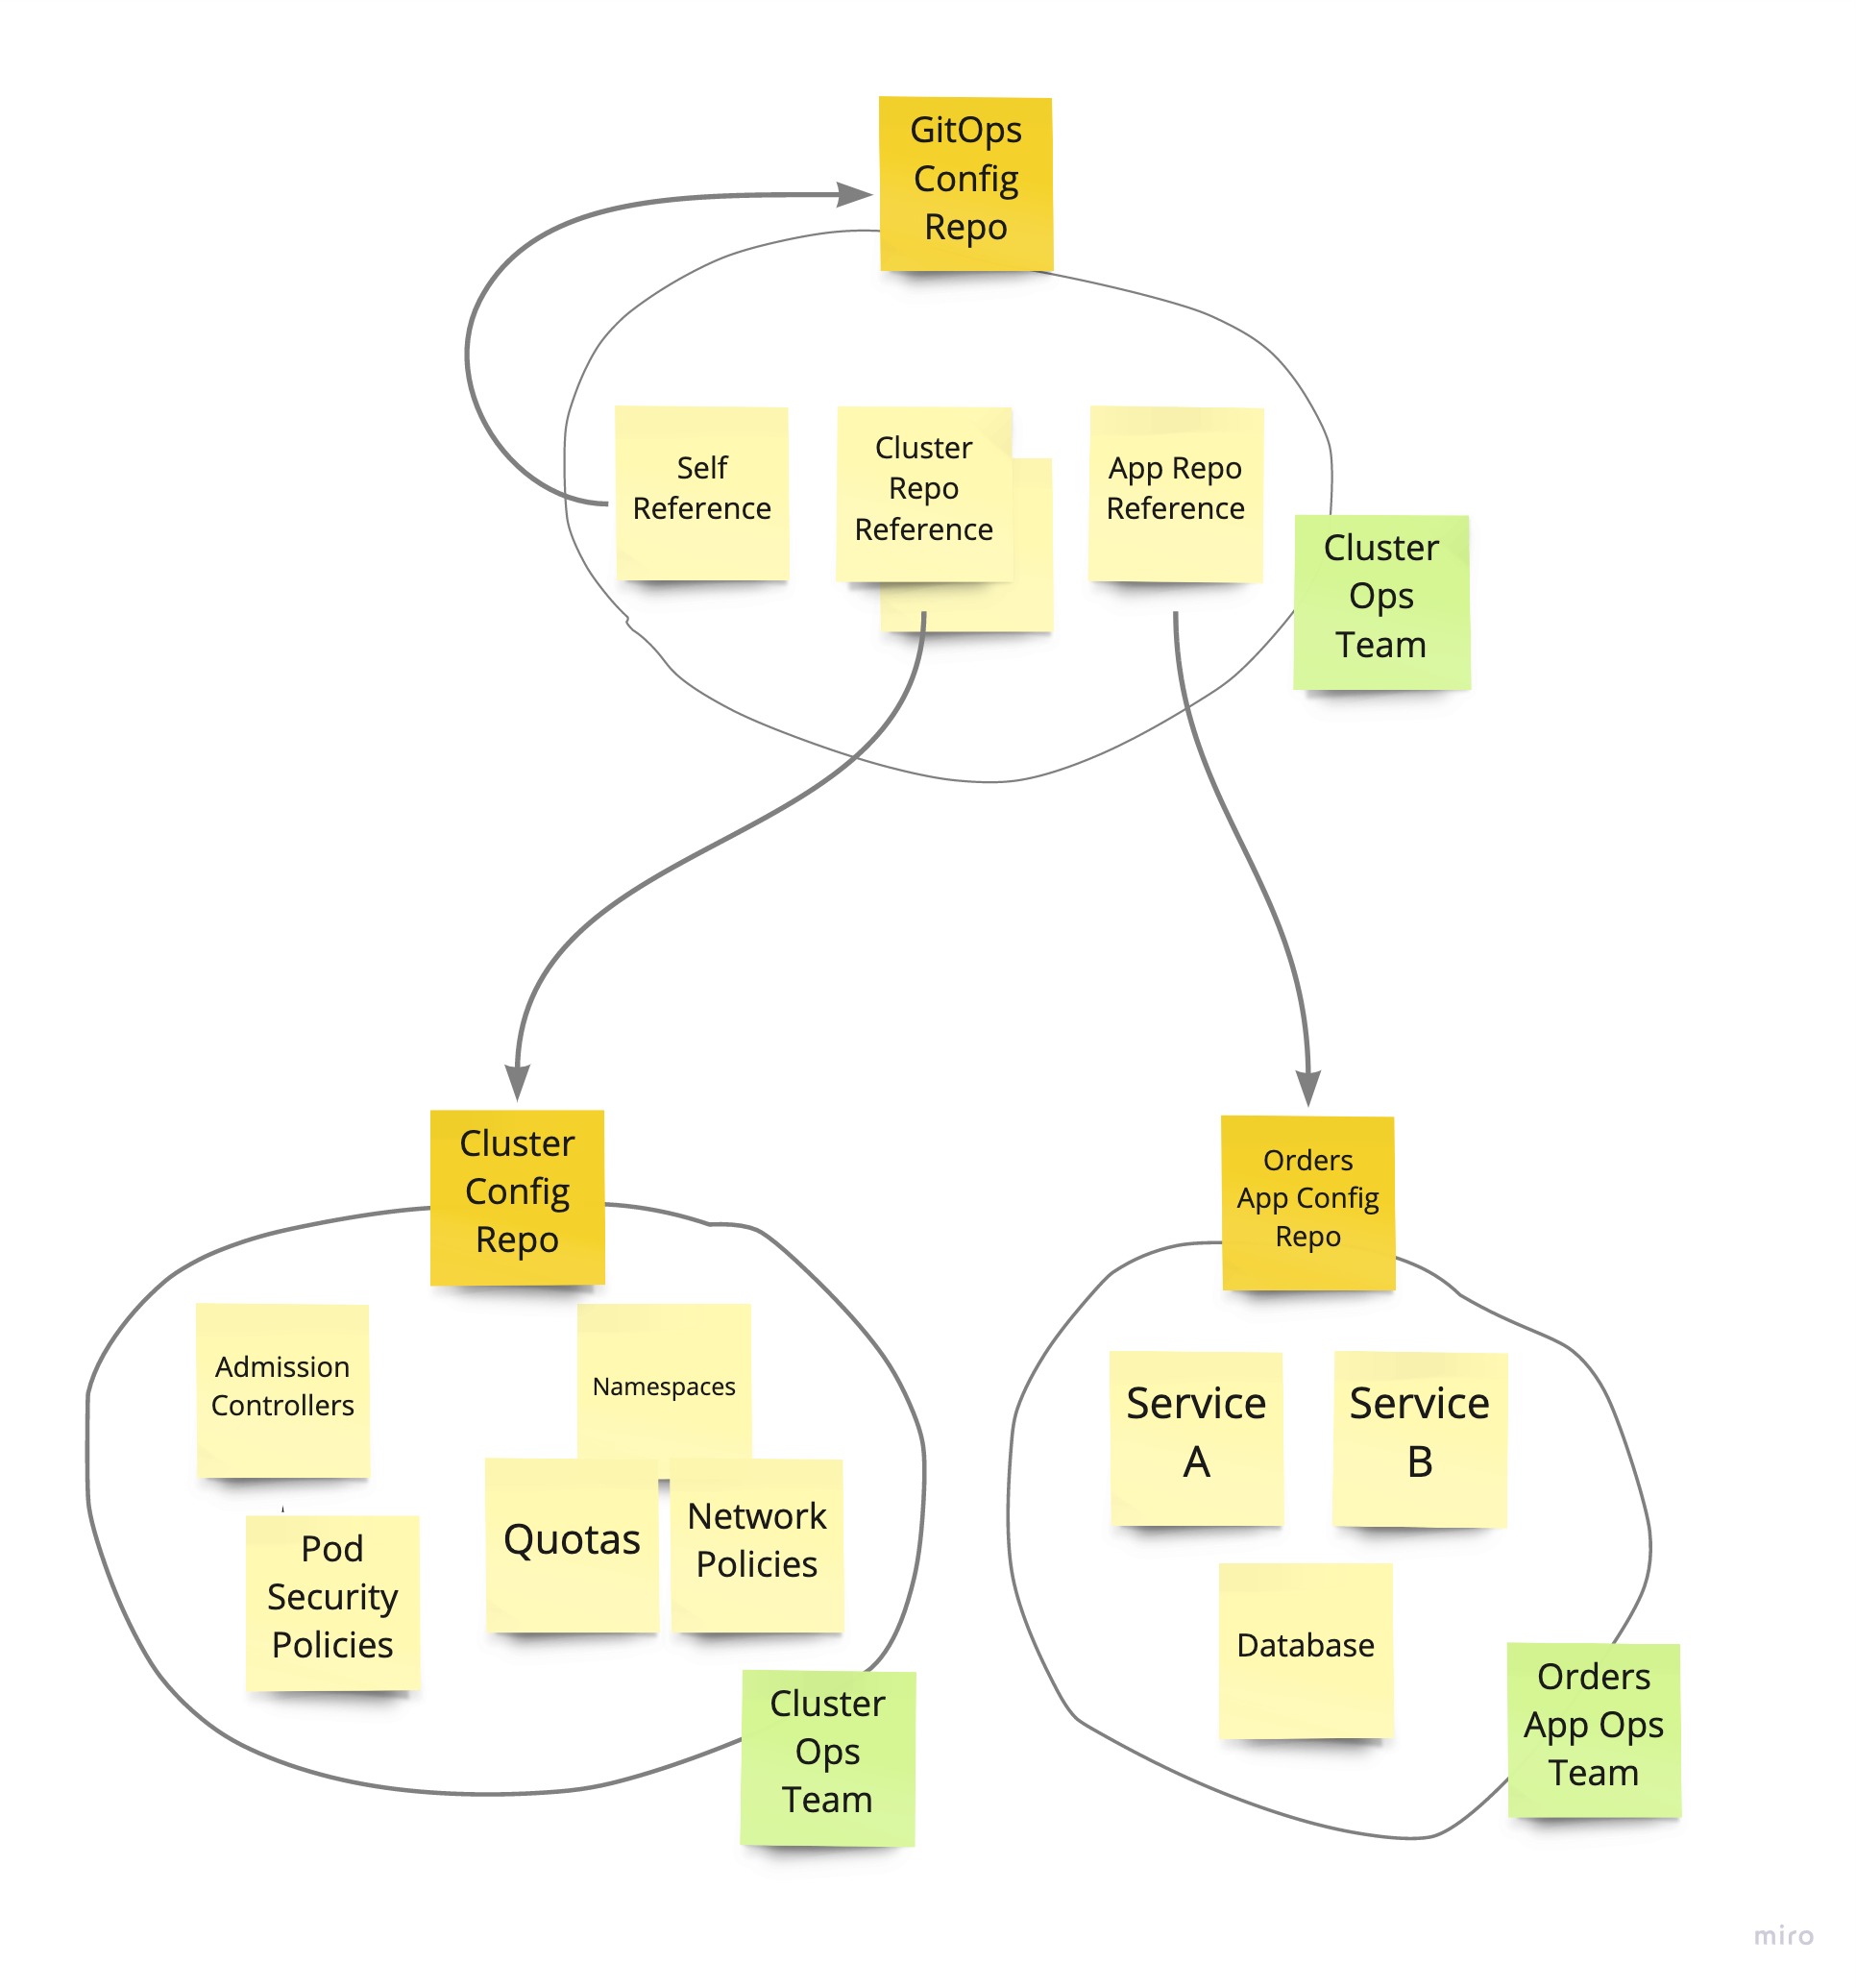 GitOps
Config
Repo
Self
Reference
Cluster
Repo
Reference
App Repo
Reference
Cluster
Ops
Team
Cluster
Config
Repo
Orders
App Config
Repo
Admission
Controllers
Namespaces
Quotas
Network
Policies
Pod
Security
Policies
Cluster
Ops
Team
Service
A
Service
B
Database
Orders
App Ops
Team
miro